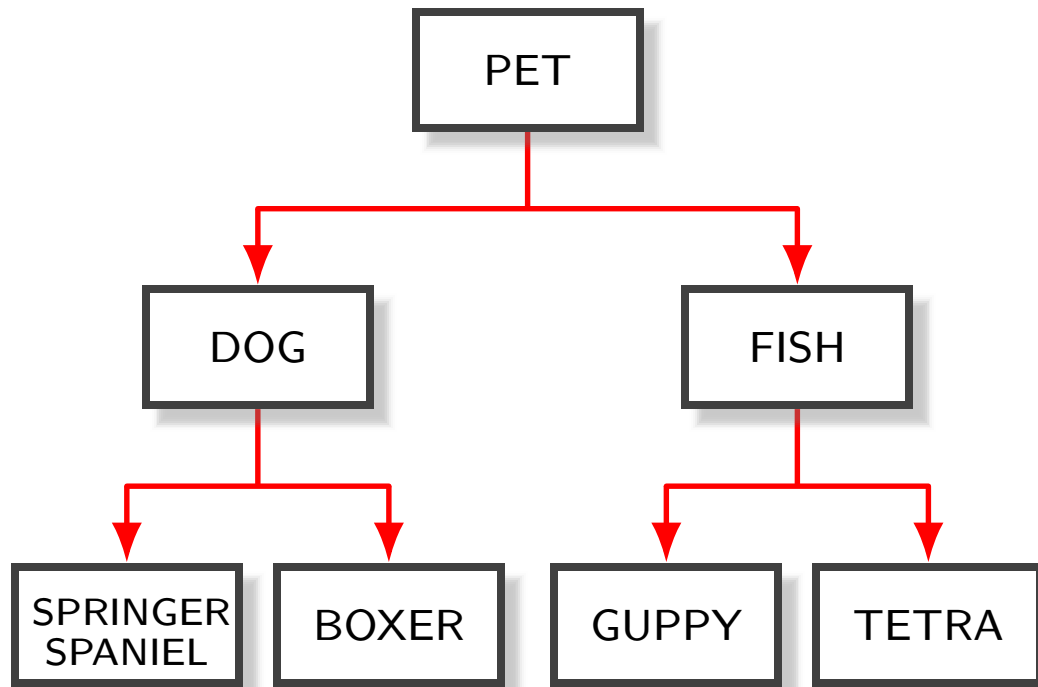 PET
DOG
FISH
SPRINGER
SPANIEL
BOXER
GUPPY
TETRA